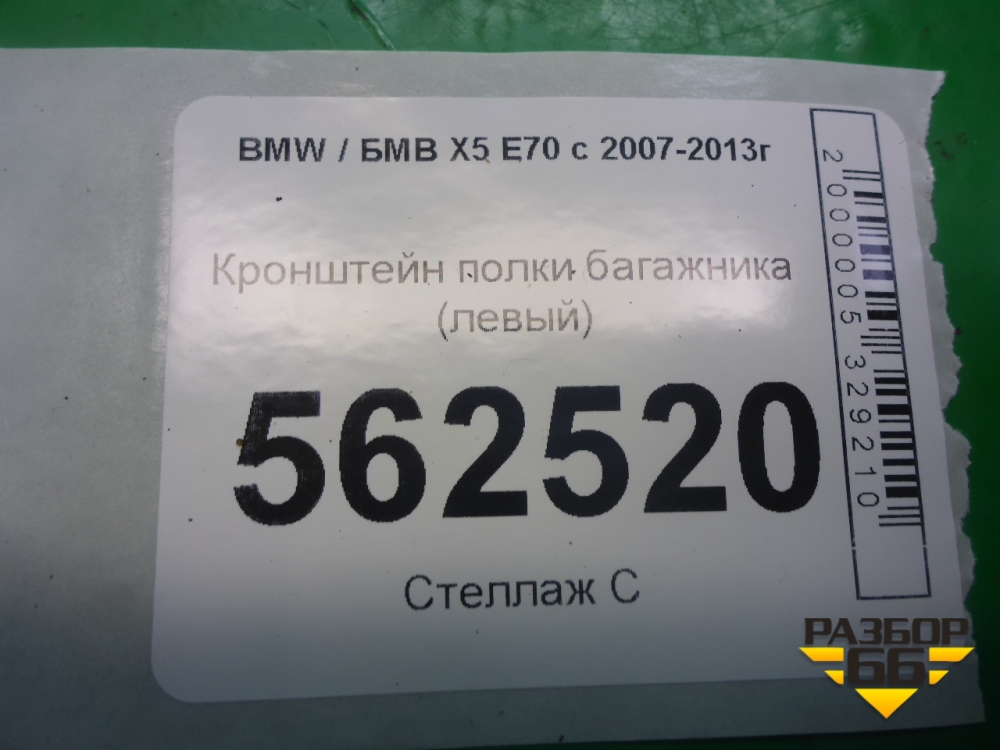 BMW / БМВ X5 E70 с 2007-2013г
Кронштейн полки багажника
(левый)
562520
Стеллаж С
2000005329210
РАЗБОР
66